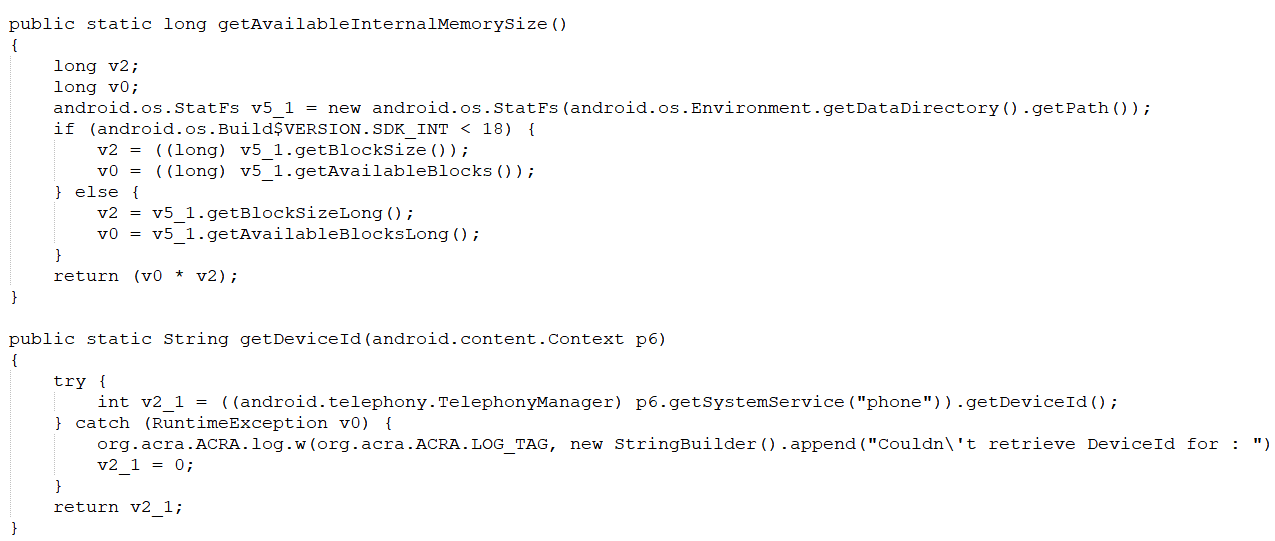 public static long getAvailableInternalMemorySize()
{
    long v2;
    long v0;
    android.os.StatFs v5_1 = new android.os.StatFs(android.os.Environment.getDataDirectory().getPath());
    if (android.os.Build$VERSION.SDK_INT < 18) {
        v2 = ((long) v5_1.getBlockSize());
        v0 = ((long) v5_1.getAvailableBlocks());
    } else {
        v2 = v5_1.getBlockSizeLong();
        v0 = v5_1.getAvailableBlocksLong();
    }
    return (v0 * v2);
}

public static String getDeviceId(android.content.Context p6)
{
    try {
        int v2_1 = ((android.telephony.TelephonyManager) p6.getSystemService("phone")).getDeviceId();
    } catch (RuntimeException v0) {
        org.acra.ACRA.log.w(org.acra.ACRA.LOG_TAG, new StringBuilder().append("Couldn\'t retrieve DeviceId for : ")
        v2_1 = 0;
    }
    return v2_1;
}